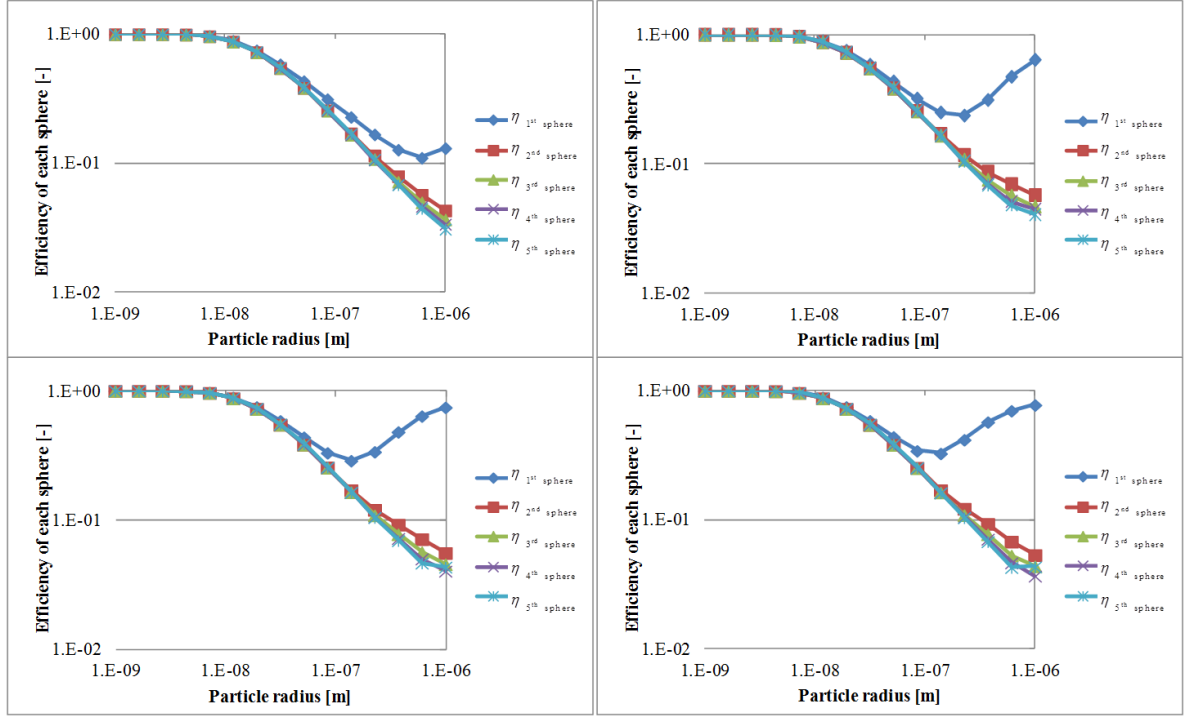 Efficiency of each sphere [-]
1.E+00
1.E-01
1.E-02
1.E-09 1.E-08 1.E-07 1.E-06
Particle radius [m]
η 1st sphere
η 2nd sphere
η 3rd sphere
η 4th sphere
η 5th sphere
Efficiency of each sphere [-]
1.E+00
1.E-01
1.E-02
1.E-09 1.E-08 1.E-07 1.E-06
Particle radius [m]
η 1st sphere
η 2nd sphere
η 3rd sphere
η 4th sphere
η 5th sphere
Efficiency of each sphere [-]
1.E+00
1.E-01
1.E-02
1.E-09 1.E-08 1.E-07 1.E-06
Particle radius [m]
η 1st sphere
η 2nd sphere
η 3rd sphere
η 4th sphere
η 5th sphere
Efficiency of each sphere [-]
1.E+00
1.E-01
1.E-02
1.E-09 1.E-08 1.E-07 1.E-06
Particle radius [m]
η 1st sphere
η 2nd sphere
η 3rd sphere
η 4th sphere
η 5th sphere